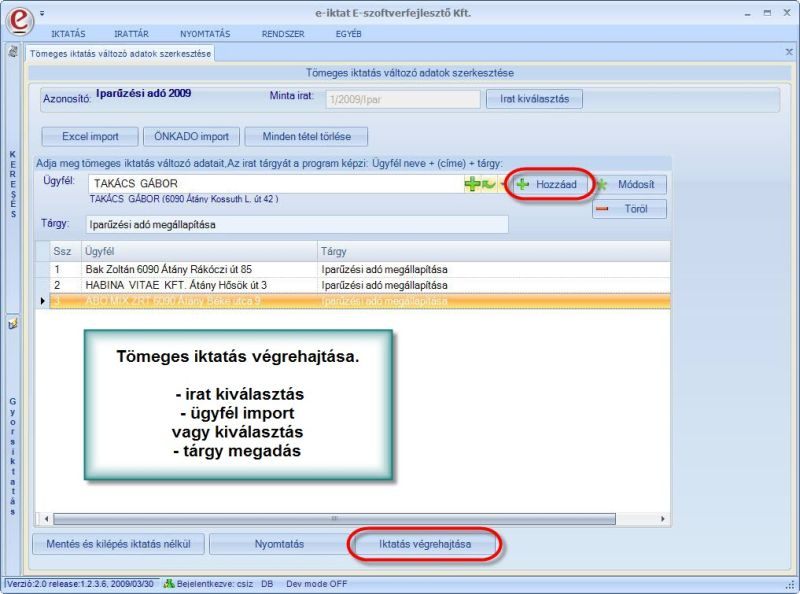 e-iktat E-szoftverfejlesztő Kft.
IKTATÁS IRATTÁR NYOMTATÁS RENDSZER EGYÉB
Tömeges iktatás változó adatok szerkesztése
Tömeges iktatás változó adatok szerkesztése
Azonosító: Iparűzési adó 2009 Minta irat: 1/2009/Ipar Irat kiválasztás
Excel import ÖNKADO import Minden tétel törlése
Adja meg tömeges iktatás változó adatait,Az irat tárgyát a program képzi: Ügyfél neve + (címe) + tárgy:
Ügyfél: TAKÁCS GÁBOR Hozzáad Módosít
TAKÁCS GÁBOR (6090 Átány Kossuth L. út 42 )
Töröl
Tárgy: Iparűzési adó megállapítása
Ssz Ügyfél Tárgy
1 Bak Zoltán 6090 Átány Rákóczi út 85 Iparűzési adó megállapítása
2 HABINA VITAE KFT. Átány Hősök út 3 Iparűzési adó megállapítása
3 ABO MIX ZRT 6090 Átány Béke utca 9 Iparűzési adó megállapítása
Tömeges iktatás végrehajtása.
- irat kiválasztás
- ügyfél import
vagy kiválasztás
- tárgy megadás
Mentés és kilépés iktatás nélkül Nyomtatás Iktatás végrehajtása
Verzió:2.0 release:1.2.3.6, 2009/03/30 Bejelentkezve: csiz DB Dev mode OFF
KERESÉS
Gyorsiktatás